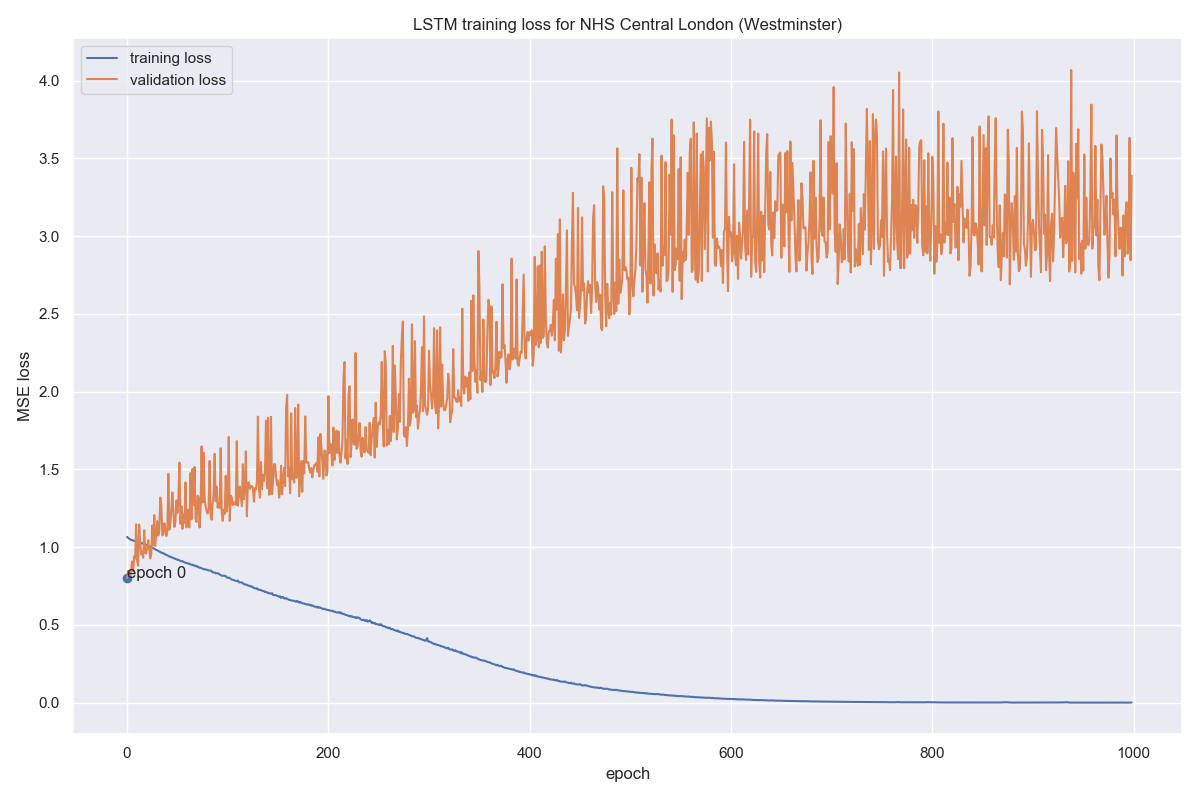 LSTM training loss for NHS Central London (Westminster)
training loss
validation loss
4.0
3.5
3.0
2.5
2.0
1.5
1.0
0.5
0.0
MSE loss
epoch 0
0
200
400
600
800
1000
epoch